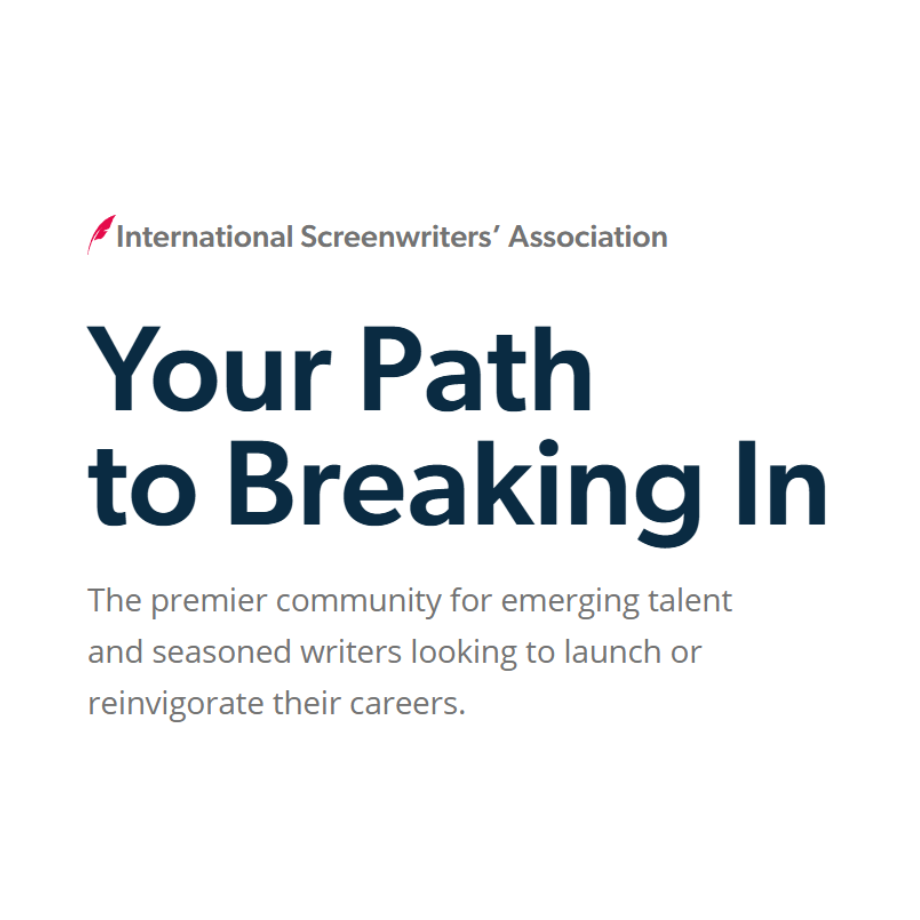 International Screenwriters’ Association
Your Path
to Breaking In
The premier community for emerging talent
and seasoned writers looking to launch or
reinvigorate their careers.